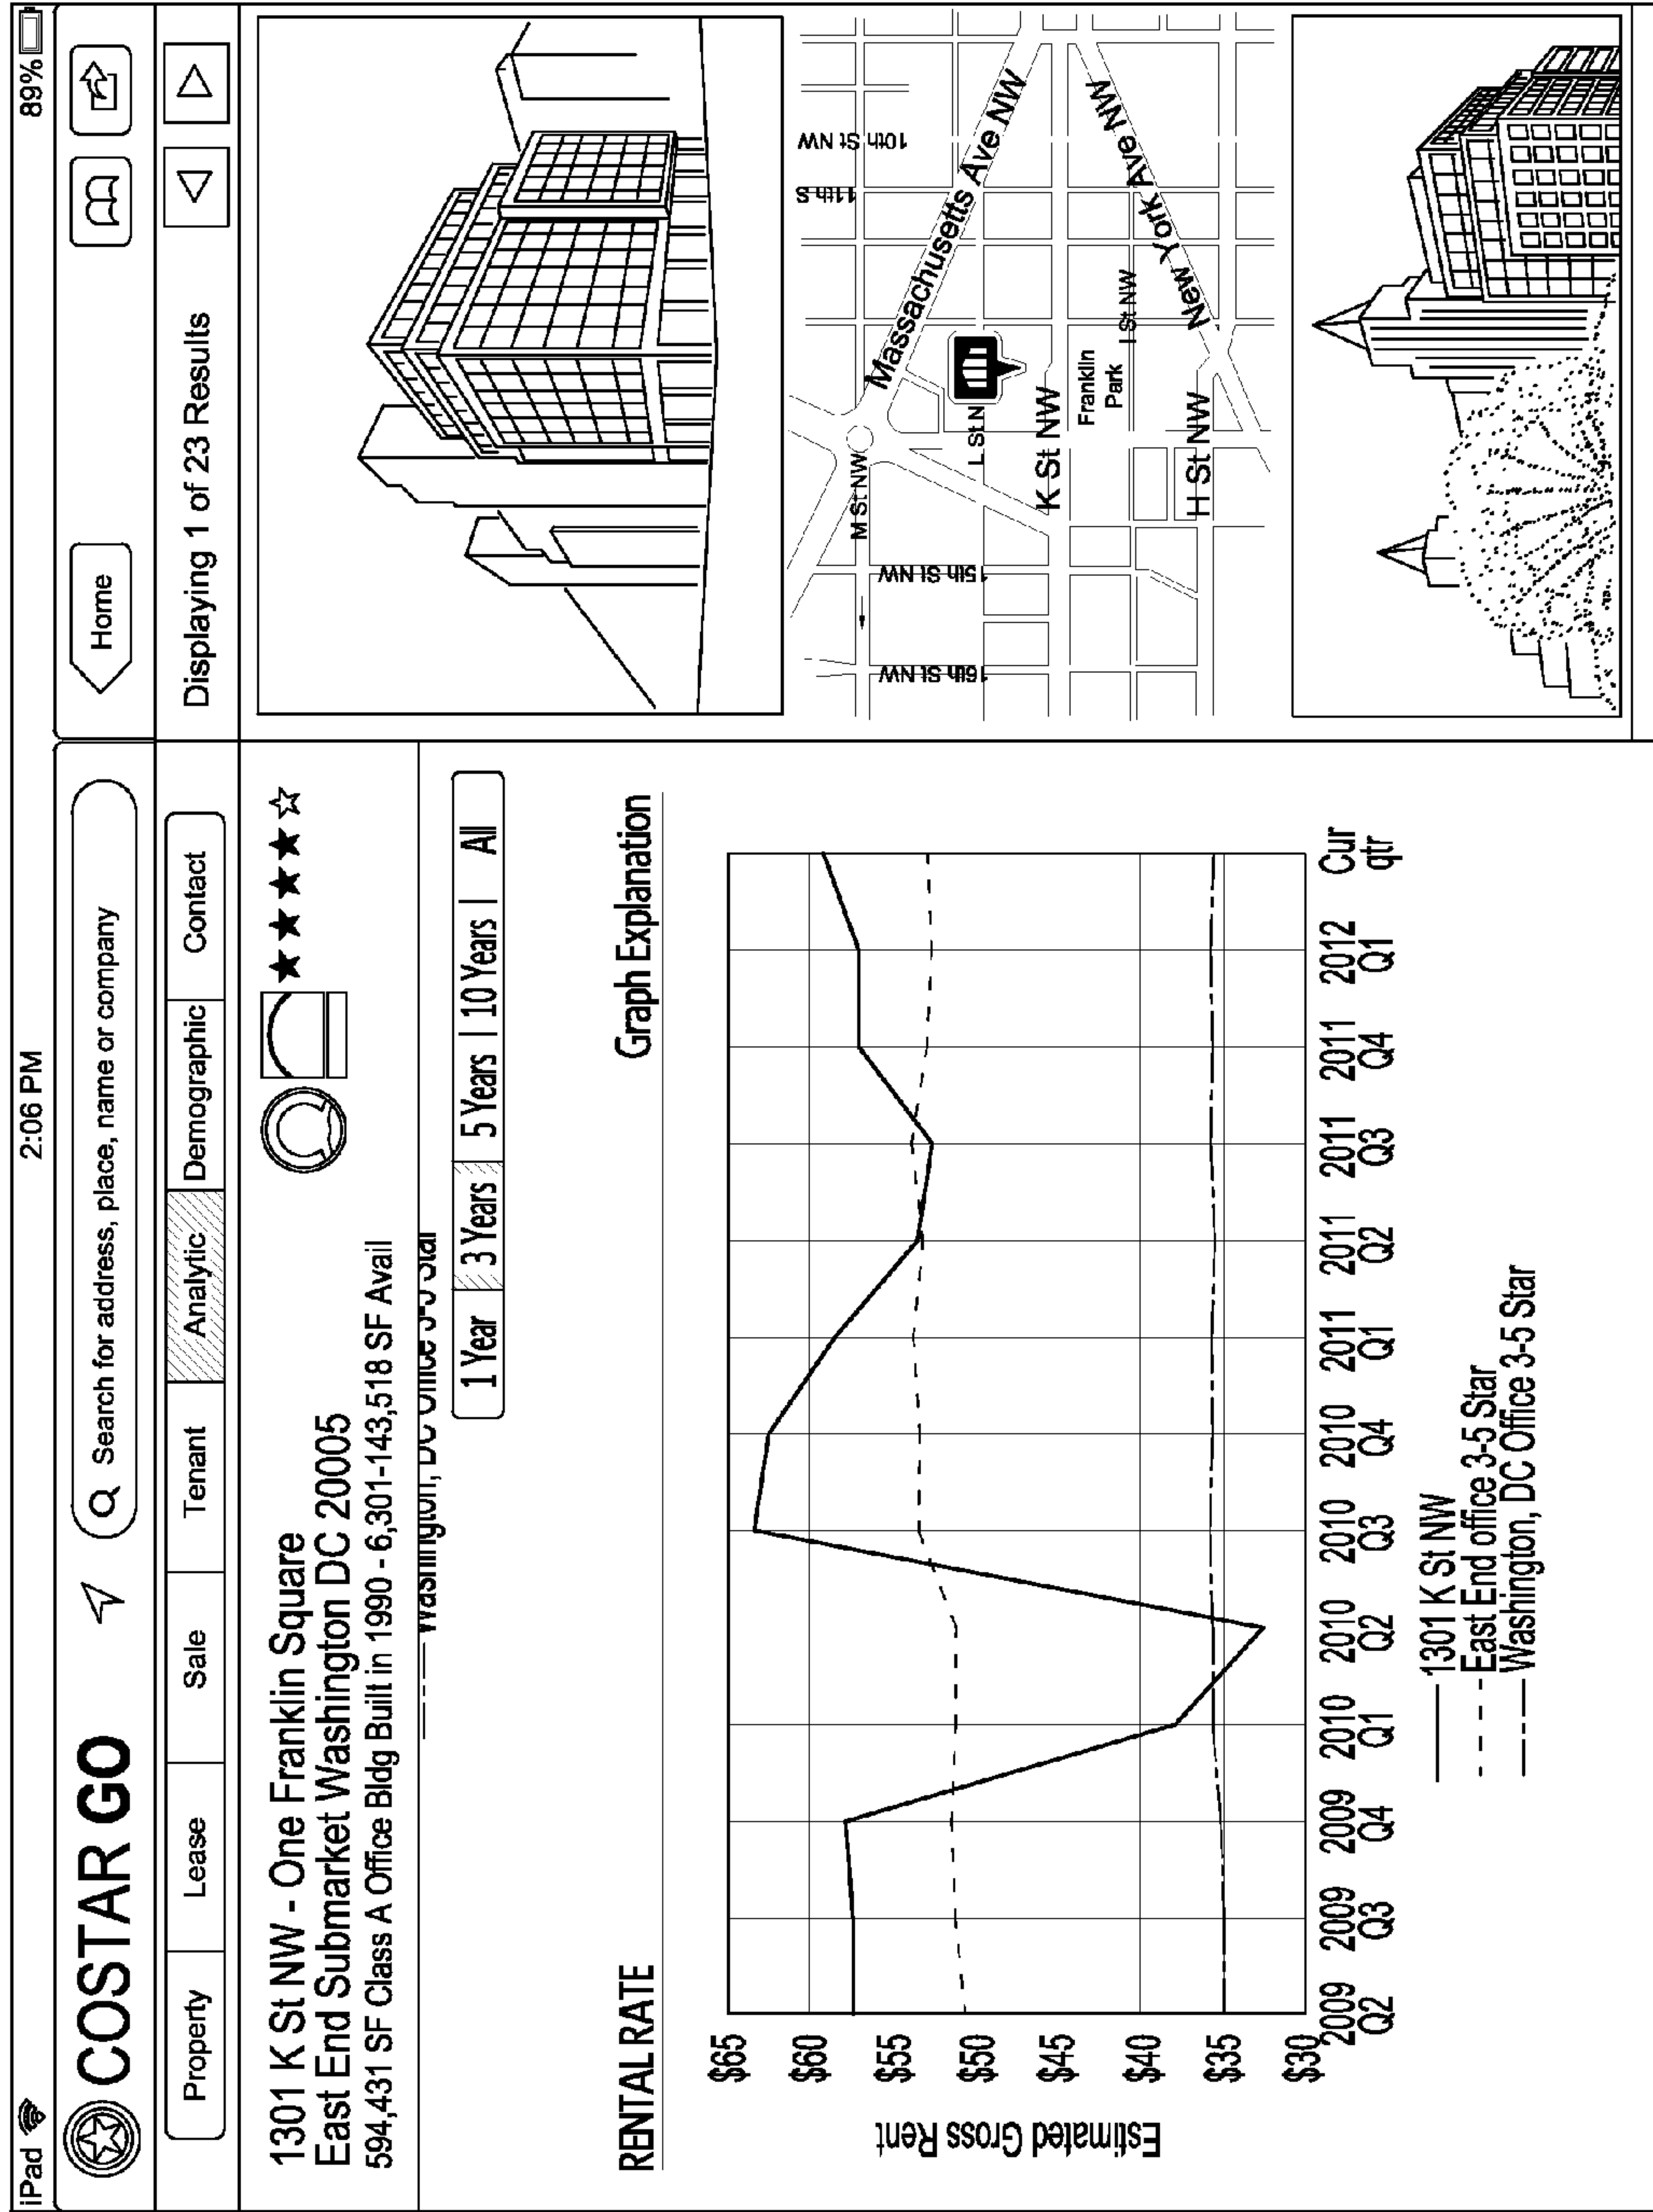 iPad
2:06 PM
89%
COSTAR GO
Search for address, place, name or company
Home
Property
Lease
Sale
Tenant
Analytic
Demographic
Contact
Displaying 1 of 23 Results
1301 K St NW - One Franklin Square
East End Submarket Washington DC 20005
594,431 SF Class A Office Bldg Built in 1990 - 6,301-143,518 SF Avail
Washington, DC Office 3-5 Star
1 Year | 3 Years | 5 Years | 10 Years | All
RENTAL RATE
Graph Explanation
Estimated Gross Rent
$65
$60
$55
$50
$45
$40
$35
$30
2009 Q2
2009 Q3
2009 Q4
2010 Q1
2010 Q2
2010 Q3
2010 Q4
2011 Q1
2011 Q2
2011 Q3
2011 Q4
2012 Q1
Cur qtr
1301 K St NW
East End office 3-5 Star
Washington, DC Office 3-5 Star
10th St NW
11th S
Massachusetts Ave NW
M St NW
15th St NW
16th St NW
L St N
K St NW
Franklin
Park
I St NW
New York Ave NW
H St NW